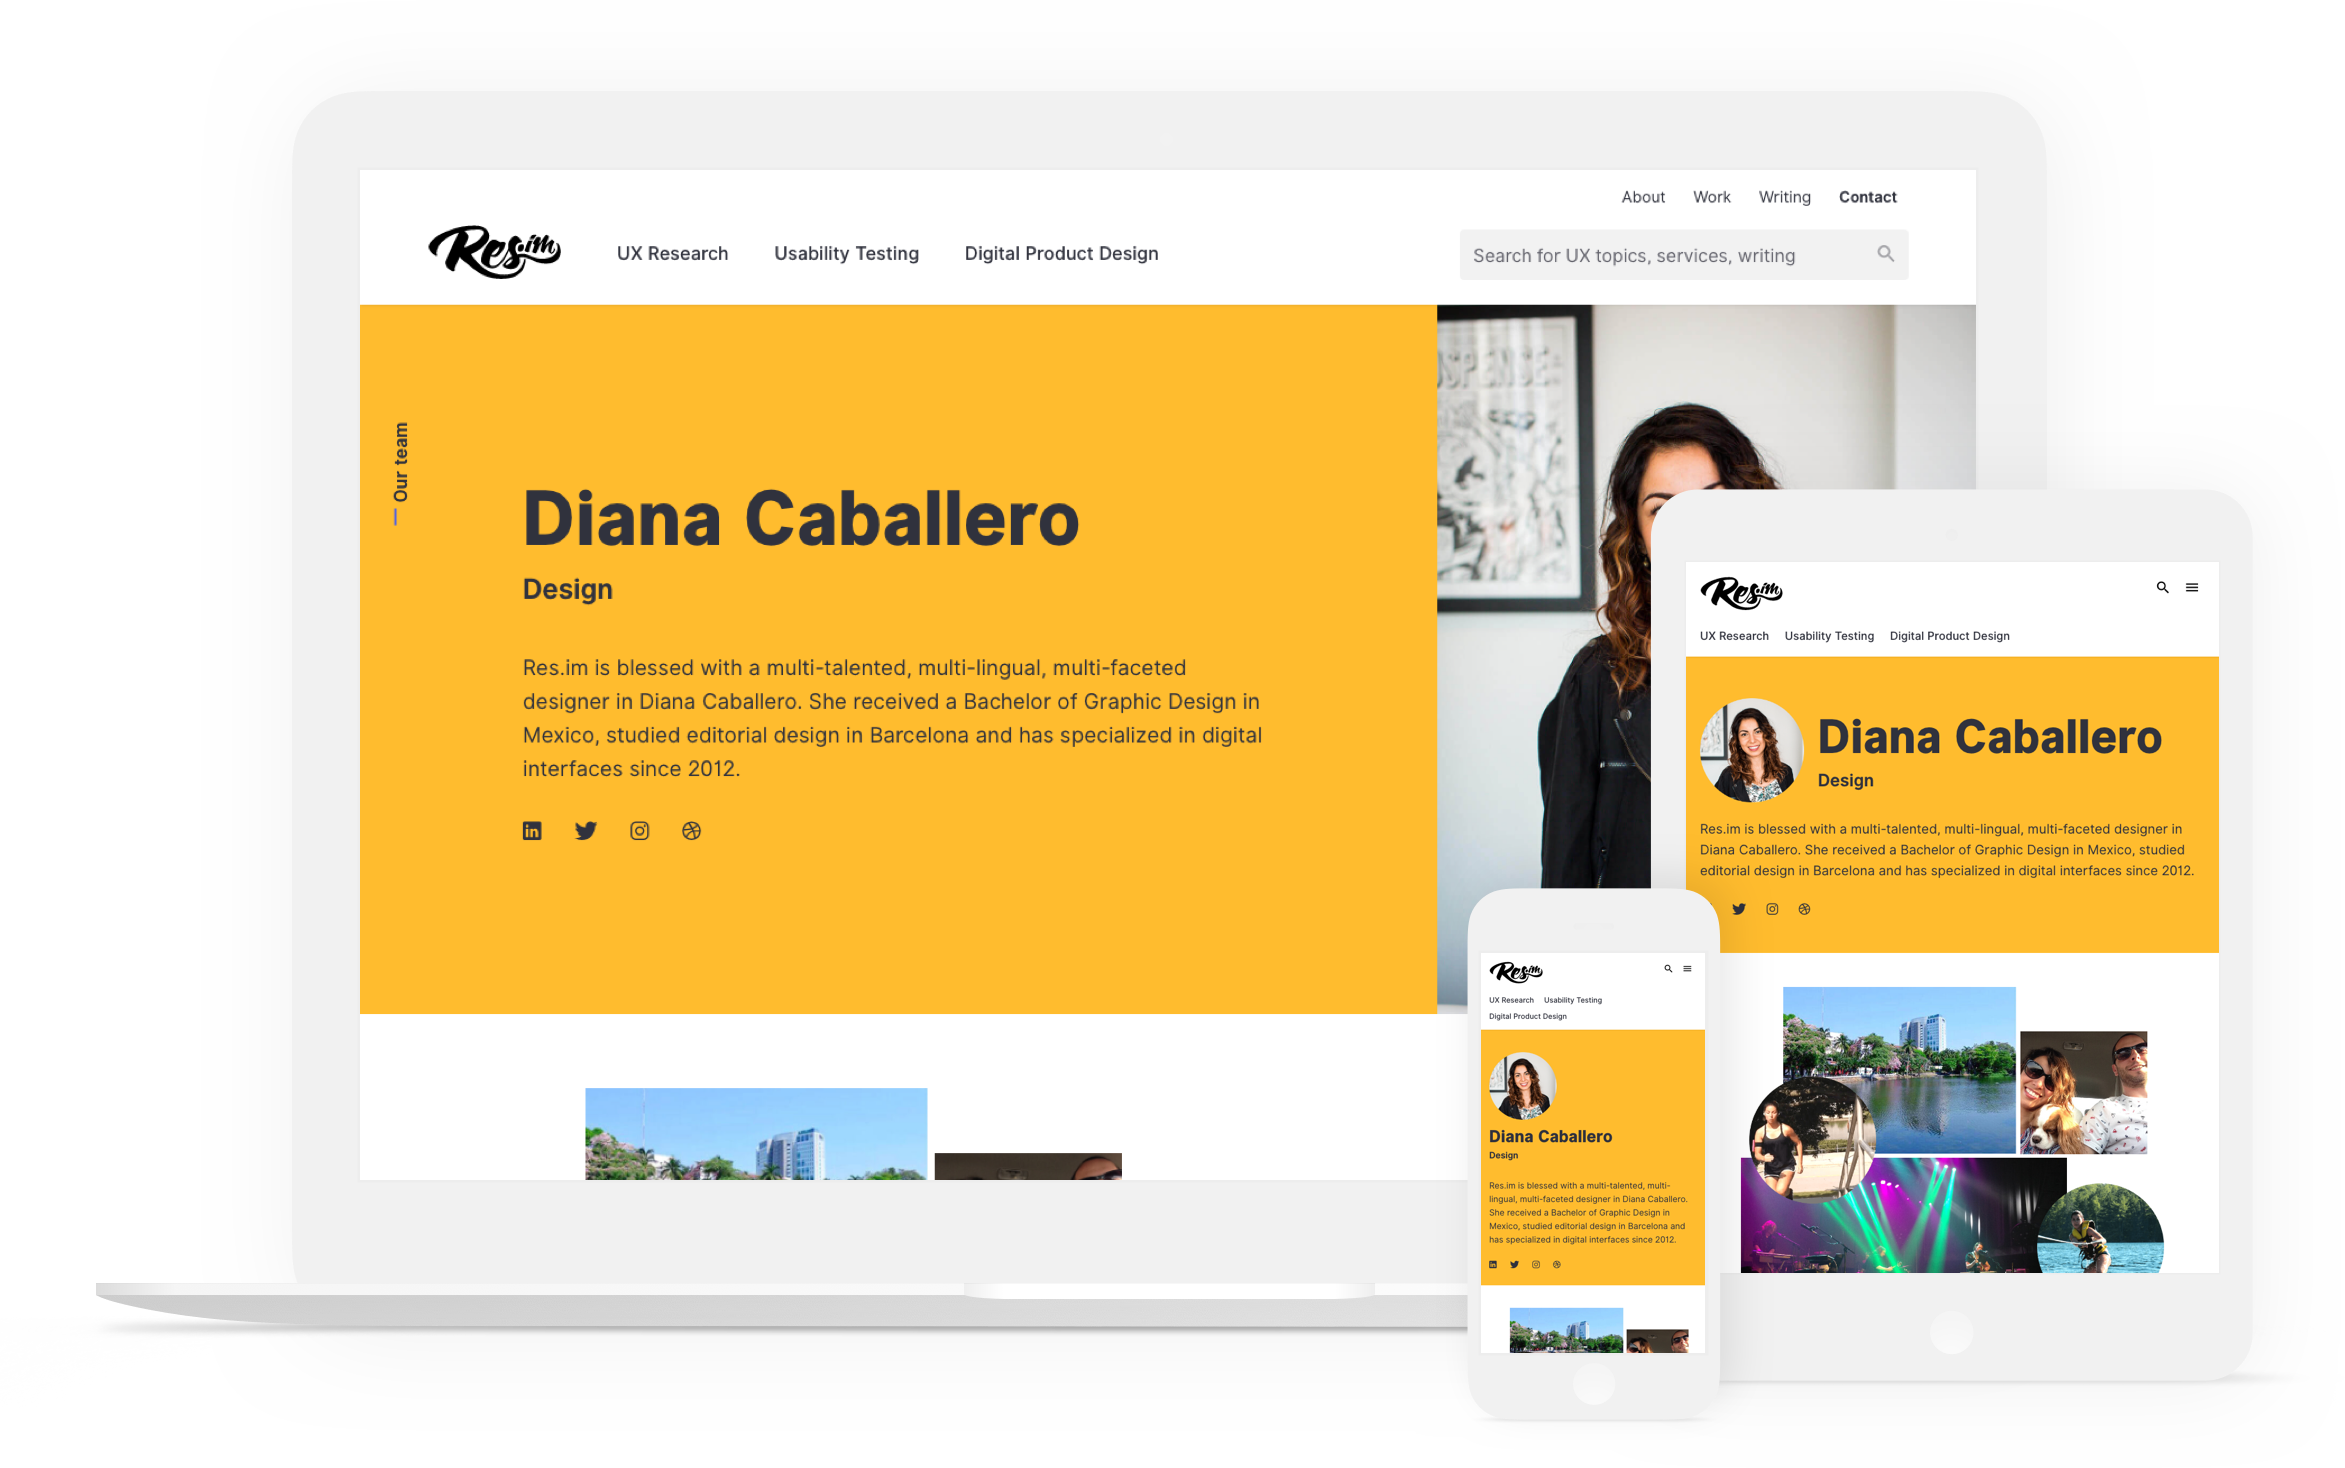 About Work Writing Contact
Res.im UX Research Usability Testing Digital Product Design Search for UX topics, services, writing
— Our team
Diana Caballero
Design
Res.im is blessed with a multi-talented, multi-lingual, multi-faceted
designer in Diana Caballero. She received a Bachelor of Graphic Design in
Mexico, studied editorial design in Barcelona and has specialized in digital
interfaces since 2012.
Res.im
UX Research Usability Testing Digital Product Design
Diana Caballero
Design
Res.im is blessed with a multi-talented, multi-lingual, multi-faceted designer in
Diana Caballero. She received a Bachelor of Graphic Design in Mexico, studied
editorial design in Barcelona and has specialized in digital interfaces since 2012.
Res.im
UX Research Usability Testing
Digital Product Design
Diana Caballero
Design
Res.im is blessed with a multi-talented, multi-
lingual, multi-faceted designer in Diana Caballero.
She received a Bachelor of Graphic Design in
Mexico, studied editorial design in Barcelona and
has specialized in digital interfaces since 2012.